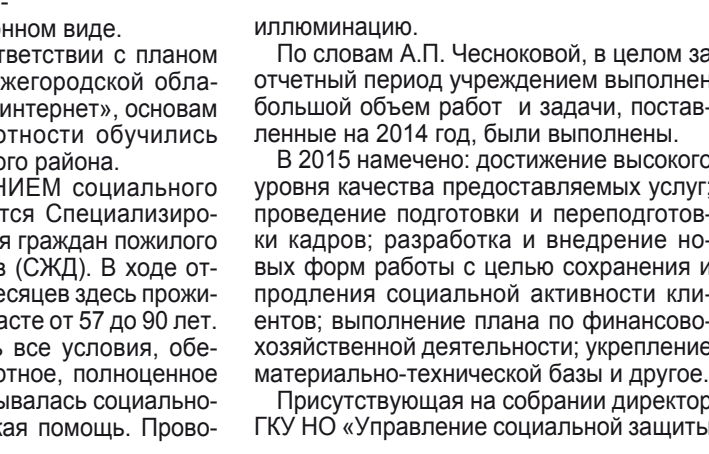 онном виде.
тветствии с планом
жегородской обла-
интернет», основам
отности обучились
ого района.
НИЕМ социального
тся Специализиро-
я граждан пожилого
в (СЖД). В ходе от-
есяцев здесь прожи-
асте от 57 до 90 лет.
ь все условия, обе-
отное, полноценное
ывалась социально-
кая помощь. Прово-
иллюминацию.
По словам А.П. Чесноковой, в целом за
отчетный период учреждением выполнен
большой объем работ и задачи, постав-
ленные на 2014 год, были выполнены.
В 2015 намечено: достижение высокого
уровня качества предоставляемых услуг;
проведение подготовки и переподготов-
ки кадров; разработка и внедрение но-
вых форм работы с целью сохранения и
продления социальной активности кли-
ентов; выполнение плана по финансово-
хозяйственной деятельности; укрепление
материально-технической базы и другое.
Присутствующая на собрании директор
ГКУ НО «Управление социальной защиты